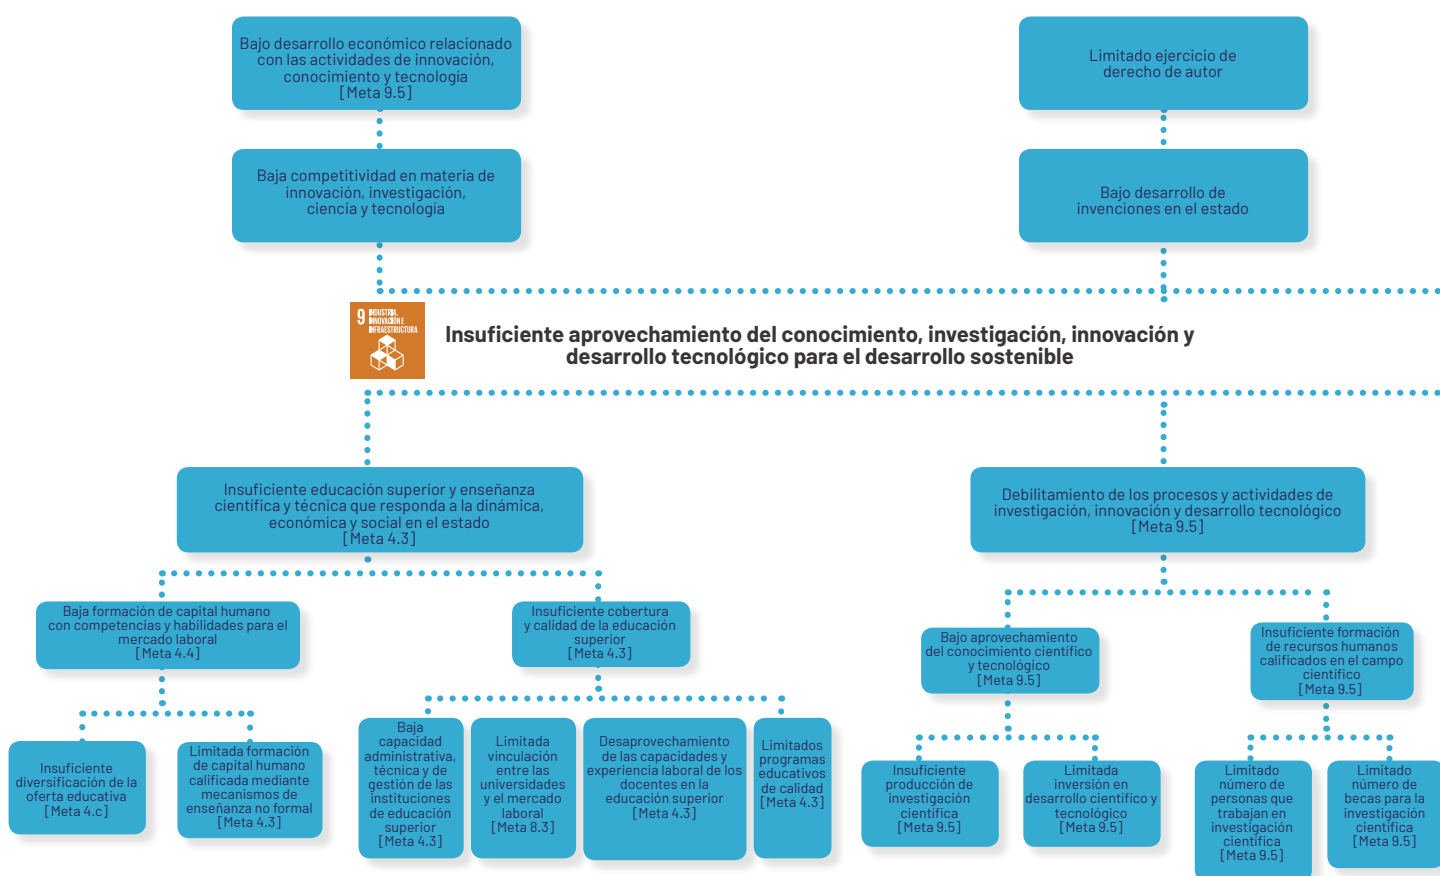 Bajo desarrollo económico relacionado
con las actividades de innovación,
conocimiento y tecnología
[Meta 9.5]
Limitado ejercicio de
derecho de autor
Baja competitividad en materia de
innovación, investigación,
ciencia y tecnología
Bajo desarrollo de
invenciones en el estado
9 INDUSTRIA,
INNOVACIÓN E
INFRAESTRUCTURA
Insuficiente aprovechamiento del conocimiento, investigación, innovación y
desarrollo tecnológico para el desarrollo sostenible
Insuficiente educación superior y enseñanza
científica y técnica que responda a la dinámica,
económica y social en el estado
[Meta 4.3]
Debilitamiento de los procesos y actividades de
investigación, innovación y desarrollo tecnológico
[Meta 9.5]
Baja formación de capital humano
con competencias y habilidades para el
mercado laboral
[Meta 4.4]
Insuficiente cobertura
y calidad de la educación
superior
[Meta 4.3]
Bajo aprovechamiento
del conocimiento científico
y tecnológico
[Meta 9.5]
Insuficiente formación
de recursos humanos
calificados en el campo
científico
[Meta 9.5]
Insuficiente
diversificación de la
oferta educativa
[Meta 4.c]
Limitada formación
de capital humano
calificada mediante
mecanismos de
enseñanza no formal
[Meta 4.3]
Baja
capacidad
administrativa,
técnica y de
gestión de las
instituciones
de educación
superior
[Meta 4.3]
Limitada
vinculación
entre las
universidades
y el mercado
laboral
[Meta 8.3]
Desaprovechamiento
de las capacidades y
experiencia laboral de los
docentes en la
educación superior
[Meta 4.3]
Limitados
programas
educativos
de calidad
[Meta 4.3]
Insuficiente
producción de
investigación
científica
[Meta 9.5]
Limitada
inversión en
desarrollo científico y
tecnológico
[Meta 9.5]
Limitado
número de
personas que
trabajan en
investigación
científica
[Meta 9.5]
Limitado
número de
becas para la
investigación
científica
[Meta 9.5]